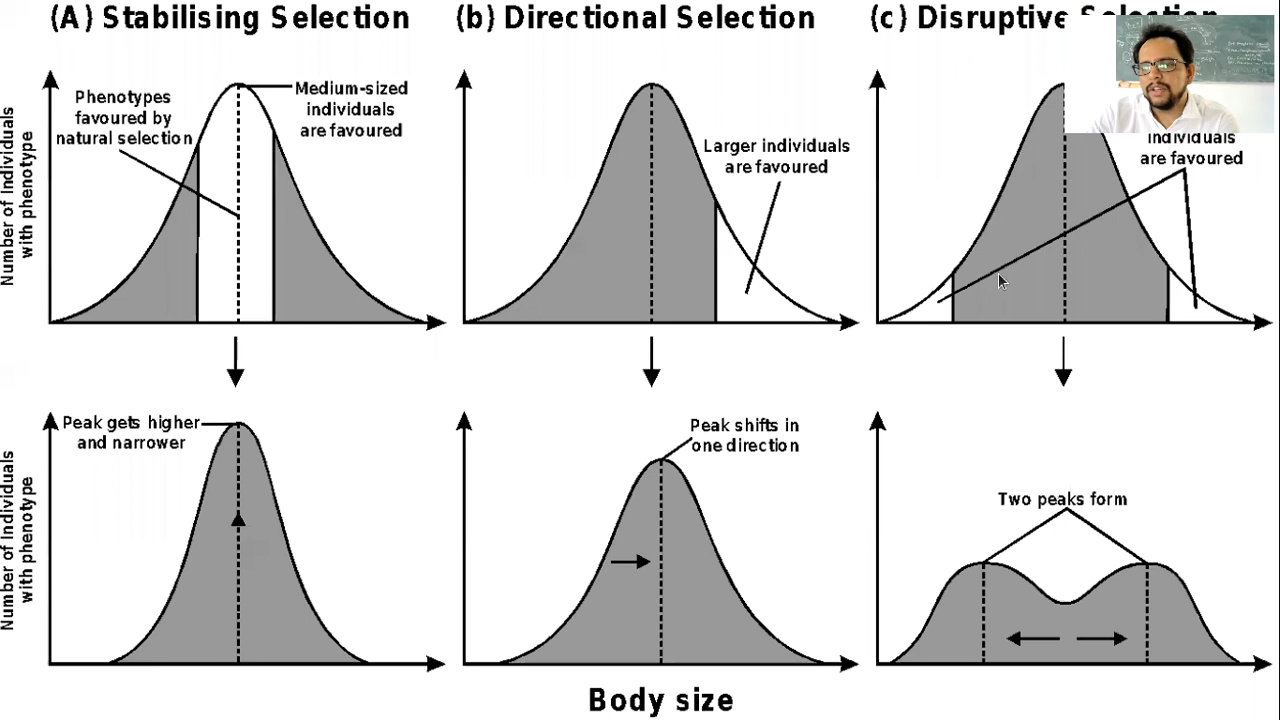 (A) Stabilising Selection
(b) Directional Selection
(c) Disruptive Selection
Number of Individuals
with phenotype
Phenotypes
favoured by
natural selection
Medium-sized
individuals
are favoured
Larger individuals
are favoured
individuals
are favoured
Number of Individuals
with phenotype
Peak gets higher
and narrower
Peak shifts in
one direction
Two peaks form
Body size